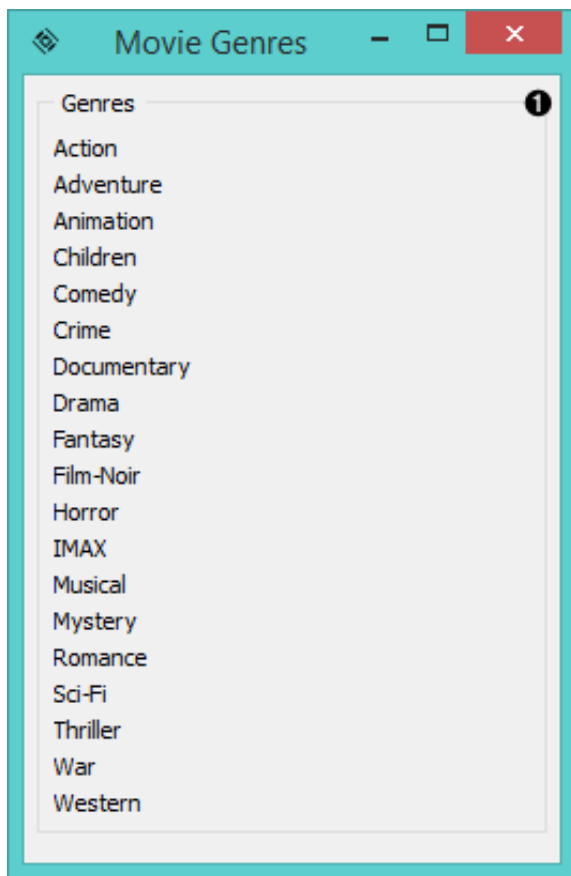 Movie Genres
Genres
❶
Action
Adventure
Animation
Children
Comedy
Crime
Documentary
Drama
Fantasy
Film-Noir
Horror
IMAX
Musical
Mystery
Romance
Sci-Fi
Thriller
War
Western